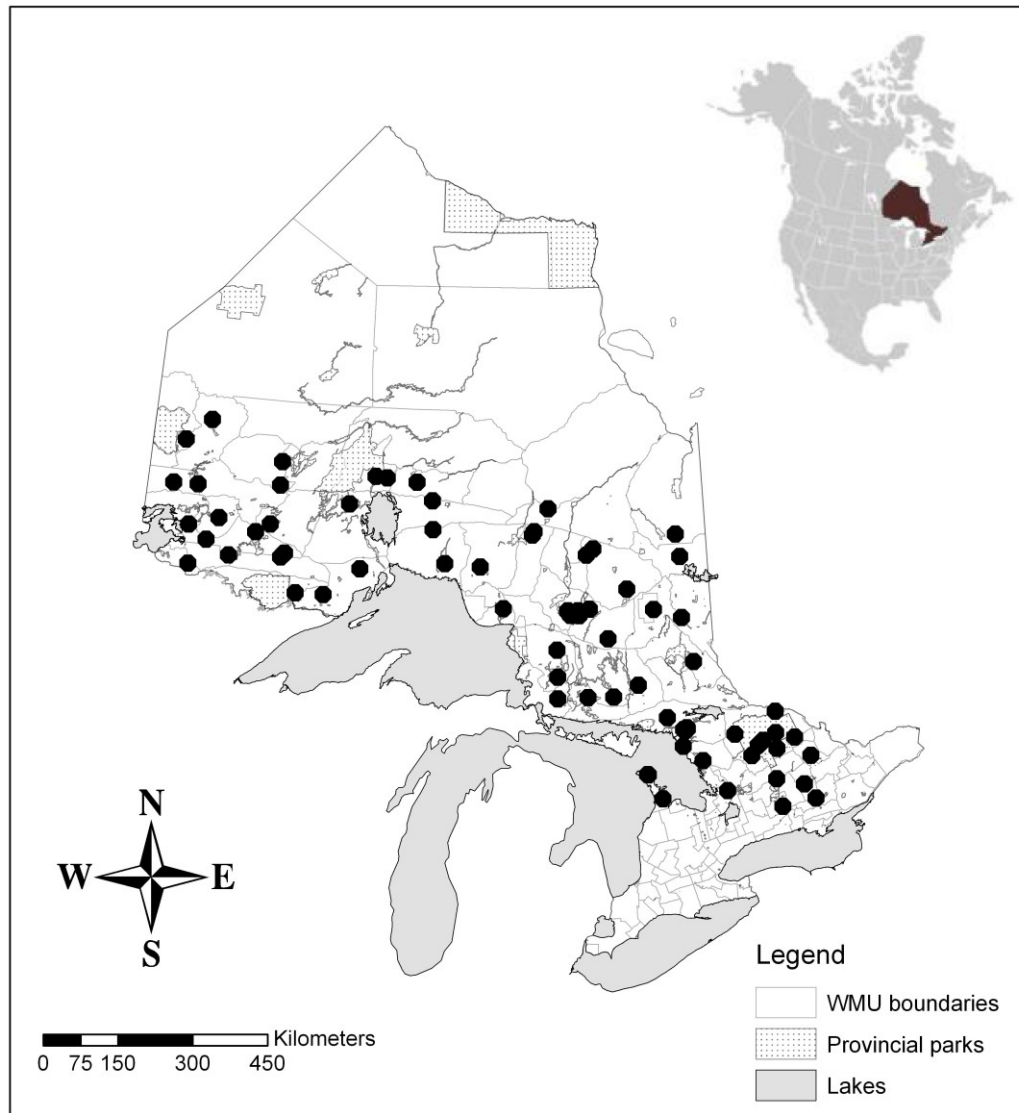 N
W E
S
Kilometers
0 75 150 300 450
Legend
WMU boundaries
Provincial parks
Lakes